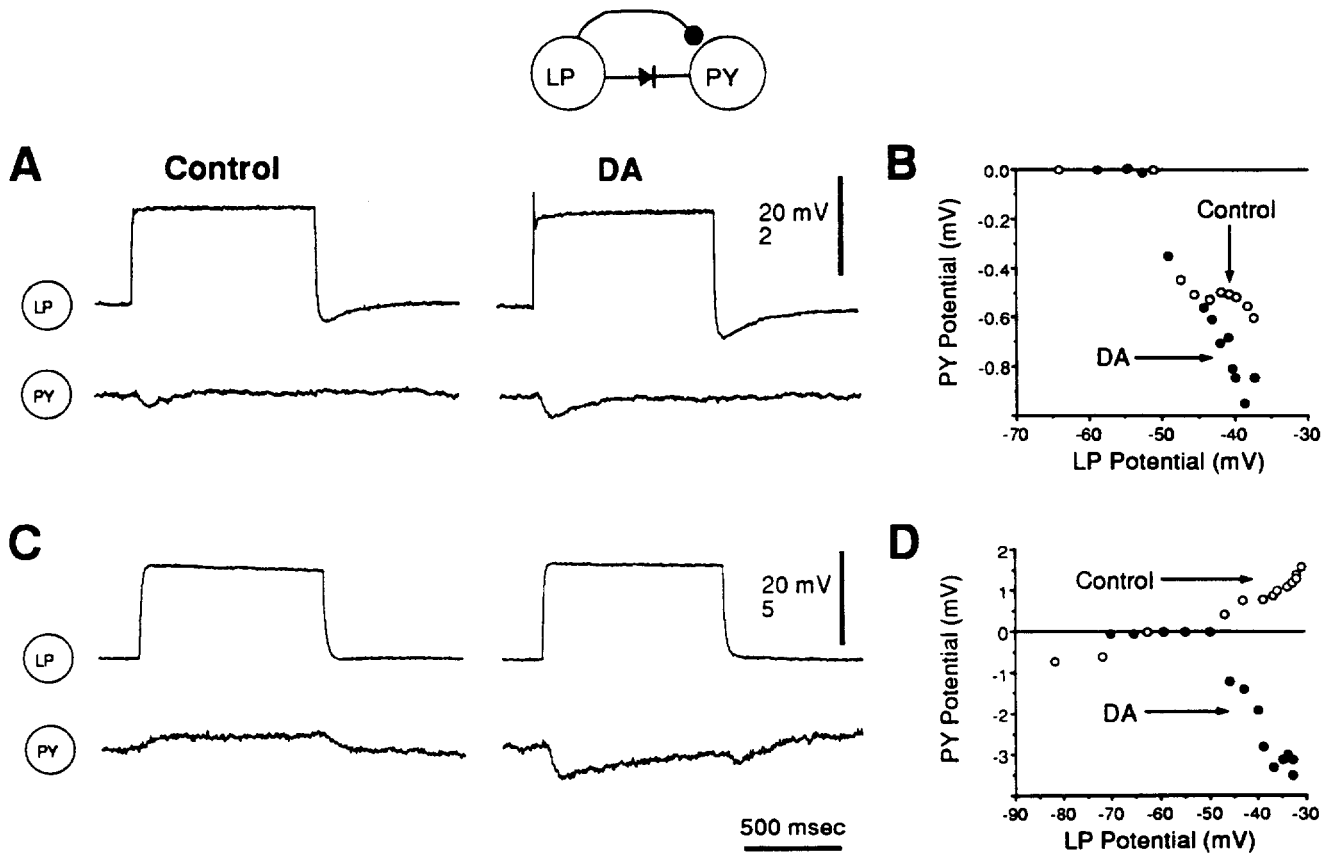 LP PY
A Control DA
20 mV
2
LP
PY
B
0.0
-0.2
-0.4
-0.6
-0.8
-70 -60 -50 -40 -30
PY Potential (mV)
LP Potential (mV)
Control
DA
C
20 mV
5
LP
PY
500 msec
D
2
1
0
-1
-2
-3
-90 -80 -70 -60 -50 -40 -30
PY Potential (mV)
LP Potential (mV)
Control
DA